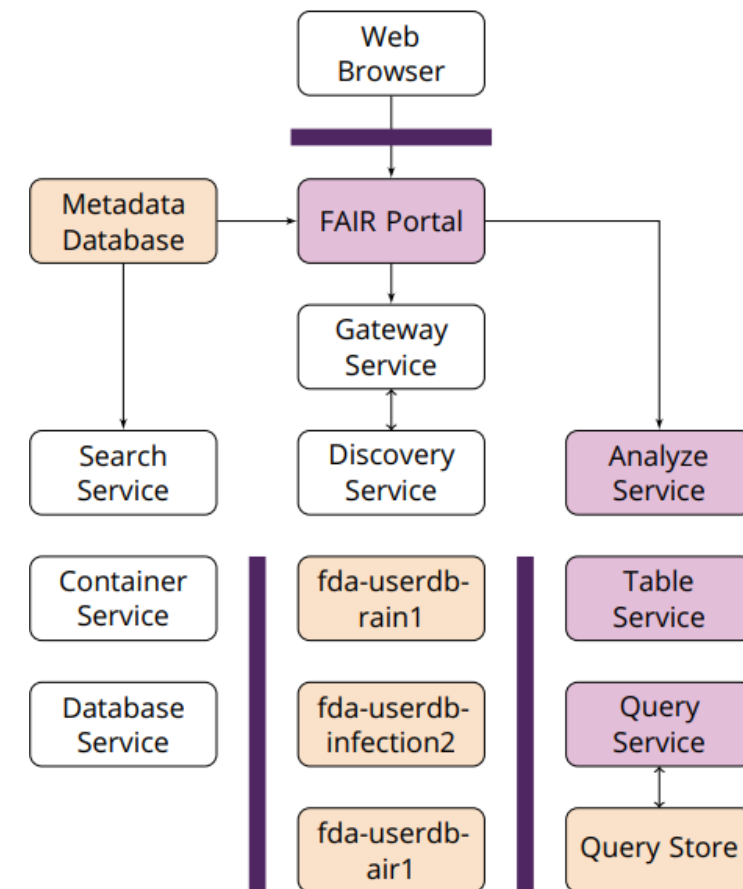 Web
Browser
Metadata
Database
FAIR Portal
Gateway
Service
Search
Service
Discovery
Service
Analyze
Service
Container
Service
fda-userdb-
rain1
Table
Service
Database
Service
fda-userdb-
infection2
Query
Service
fda-userdb-
air1
Query Store